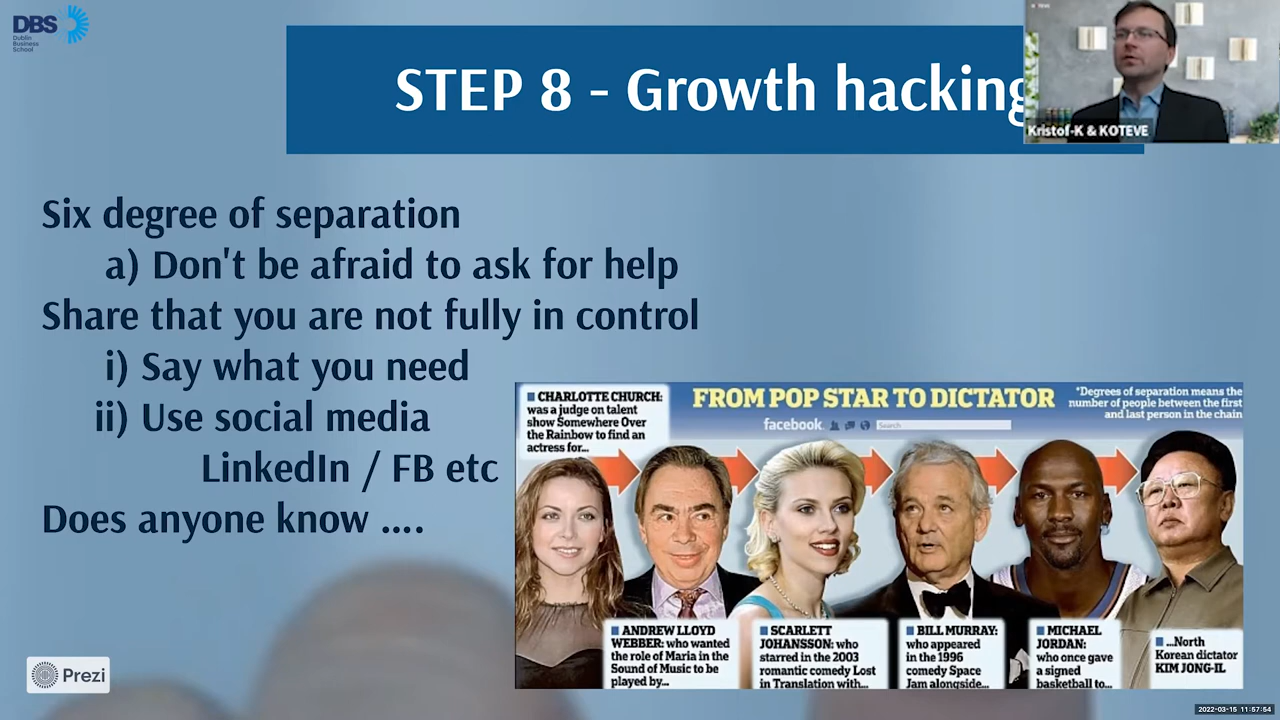 DBS
Dublin
Business
School
STEP 8 - Growth hacking
Kristof-K & KOTEVE
Six degree of separation
a) Don't be afraid to ask for help
Share that you are not fully in control
i) Say what you need
ii) Use social media
LinkedIn / FB etc
Does anyone know ....
CHARLOTTE CHURCH:
was a judge on talent
show Somewhere Over
the Rainbow to find an
actress for...
FROM POP STAR TO DICTATOR
*Degrees of separation means the
number of people between the first
and last person in the chain
facebook
Search
ANDREW LLOYD
WEBBER: who wanted
the role of Maria in the
Sound of Music to be
played by...
SCARLETT
JOHANSSON: who
starred in the 2003
romantic comedy Lost
in Translation with...
BILL MURRAY:
who appeared
in the 1996
comedy Space
Jam alongside...
MICHAEL
JORDAN:
who once gave
a signed
basketball to...
...North
Korean dictator
KIM JONG-IL
Prezi
2022-03-15 11:57:54